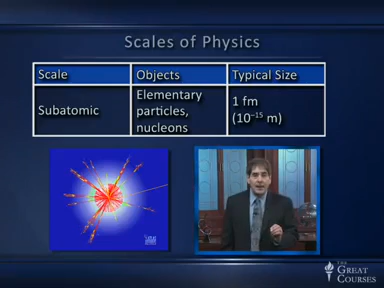 Scales of Physics
Scale Objects Typical Size
Subatomic
Elementary
particles,
nucleons
1 fm
(10⁻¹⁵ m)
THE
GREAT
COURSES